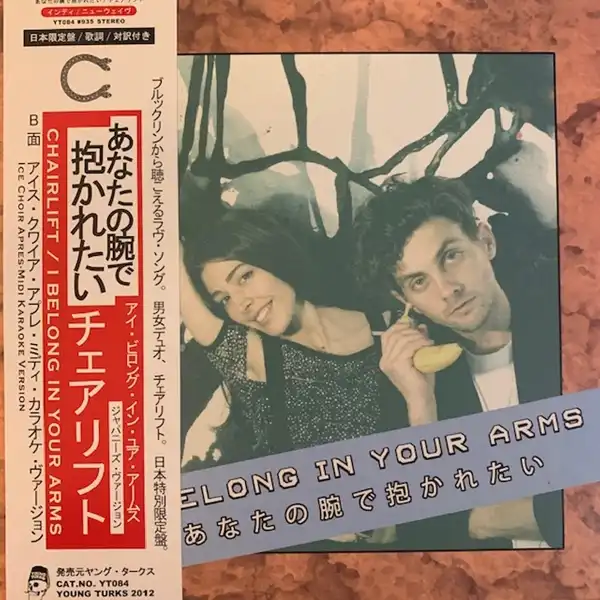 インディ/ニューウェイヴ
YT084 #935 STEREO
日本限定盤/歌詞/対訳付き
ブルックリンから聴こえるラヴ・ソング。男女デュオ、チェアリフト。日本特別限定盤。
あなたの腕で
抱かれたい
チェアリフト
アイ・ビロング・イン・ユア・アームス
ジャパニーズ・ヴァージョン
CHAIRLIFT / I BELONG IN YOUR ARMS
B面 アイス・クワイア・アプレ・ミディ・カラオケ・ヴァージョン
ICE CHOIR APRES-MIDI KARAOKE VERSION
発売元ヤング・タークス
CAT.NO. YT084
YOUNG TURKS 2012
ELONG IN YOUR ARMS
あなたの腕で抱かれたい